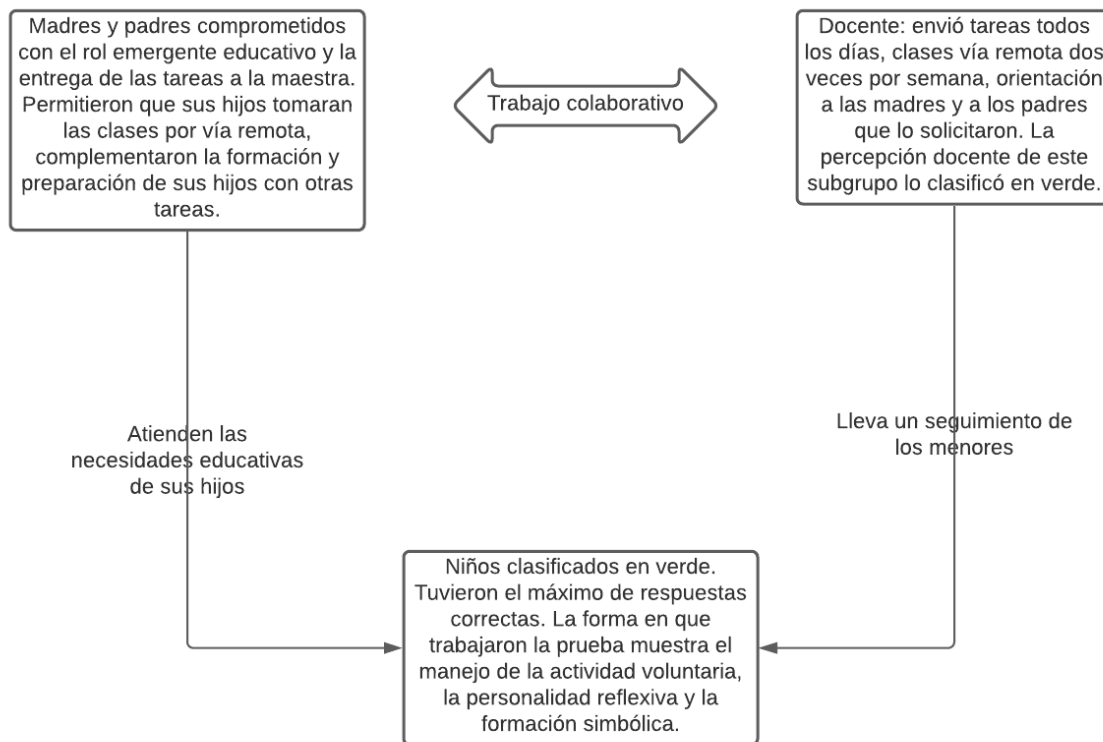 Madres y padres comprometidos
con el rol emergente educativo y la
entrega de las tareas a la maestra.
Permitieron que sus hijos tomaran
las clases por vía remota,
complementaron la formación y
preparación de sus hijos con otras
tareas.
Trabajo colaborativo
Docente: envió tareas todos
los días, clases vía remota dos
veces por semana, orientación
a las madres y a los padres
que lo solicitaron. La
percepción docente de este
subgrupo lo clasificó en verde.
Atienden las
necesidades educativas
de sus hijos
Lleva un seguimiento de
los menores
Niños clasificados en verde.
Tuvieron el máximo de respuestas
correctas. La forma en que
trabajaron la prueba muestra el
manejo de la actividad voluntaria,
la personalidad reflexiva y la
formación simbólica.